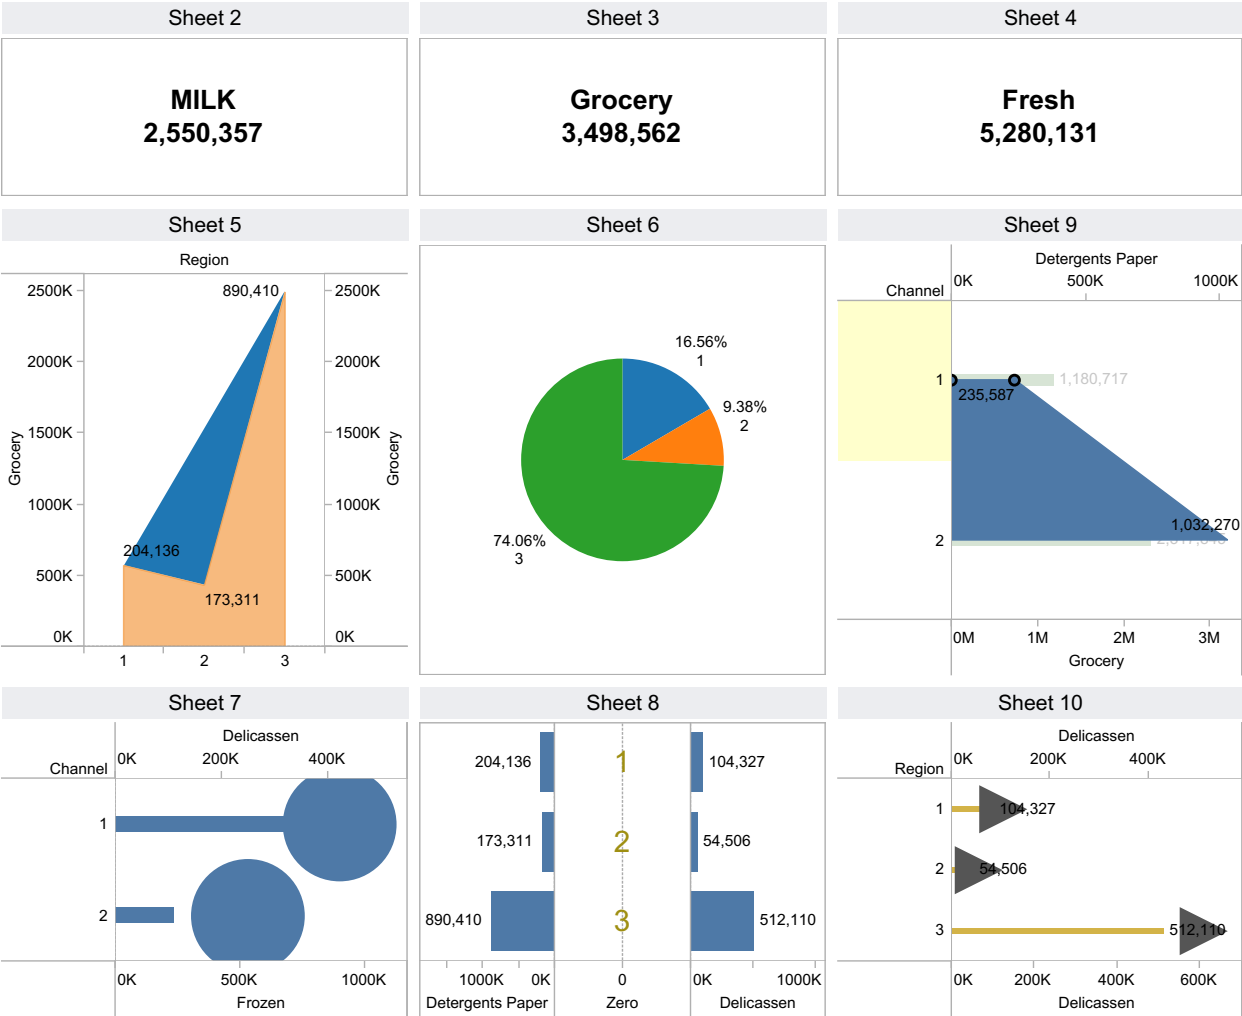 Sheet 2
Sheet 3
Sheet 4
MILK
2,550,357
Grocery
3,498,562
Fresh
5,280,131
Sheet 5
Sheet 6
Sheet 9
Region
2500K
2000K
1500K
1000K
500K
0K
Grocery
890,410
204,136
173,311
2500K
2000K
1500K
1000K
500K
0K
Grocery
1
2
3
16.56%
1
9.38%
2
74.06%
3
Detergents Paper
Channel
0K
500K
1000K
1
1,180,717
235,587
1,032,270
2
0M
1M
2M
3M
Grocery
Sheet 7
Sheet 8
Sheet 10
Delicassen
Channel
0K
200K
400K
1
2
0K
500K
1000K
Frozen
204,136
1
104,327
173,311
2
54,506
890,410
3
512,110
1000K
0K
0
0K
1000K
Detergents Paper
Zero
Delicassen
Delicassen
Region
0K
200K
400K
1
104,327
2
54,506
3
512,110
0K
200K
400K
600K
Delicassen